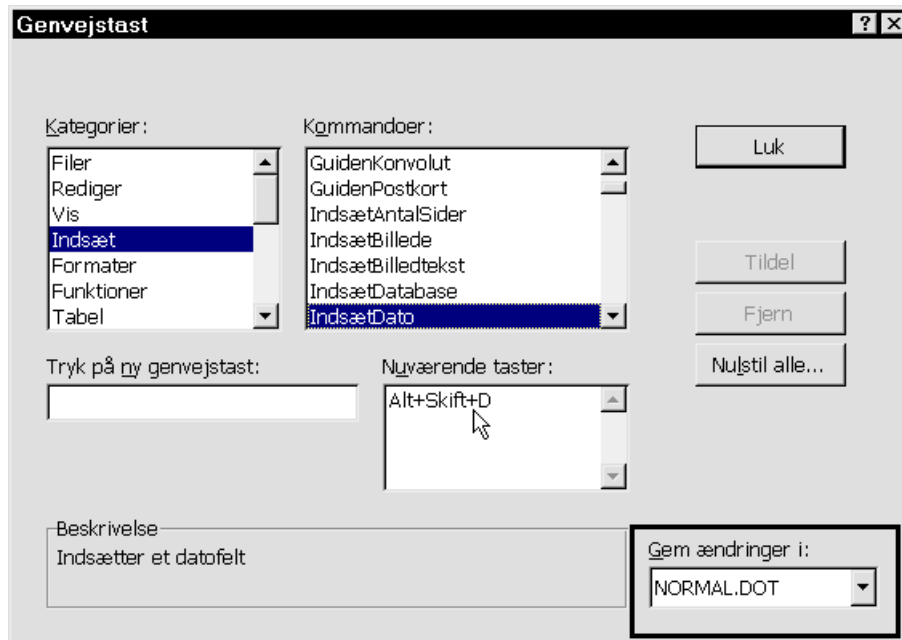 Genvejstast
Kategorier:
Filer
Rediger
Vis
Indsæt
Formater
Funktioner
Tabel
Kommandoer:
GuidenKonvolut
GuidenPostkort
IndsætAntalSider
IndsætBillede
IndsætBilledtekst
IndsætDatabase
IndsætDato
Luk
Tildel
Fjern
Nulstil alle...
Tryk på ny genvejstast:
Nuværende taster:
Alt+Skift+D
Beskrivelse
Indsætter et datofelt
Gem ændringer i:
NORMAL.DOT